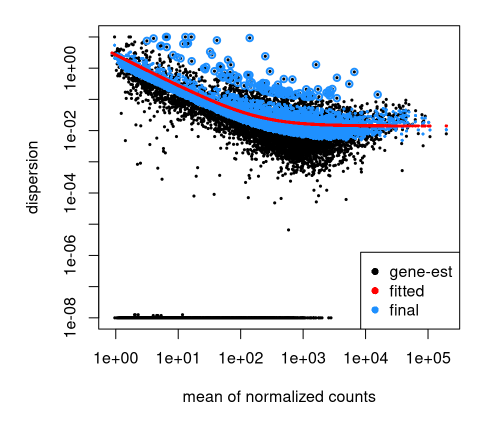 dispersion
1e+00
1e-02
1e-04
1e-06
1e-08
gene-est
fitted
final
1e+00 1e+01 1e+02 1e+03 1e+04 1e+05
mean of normalized counts